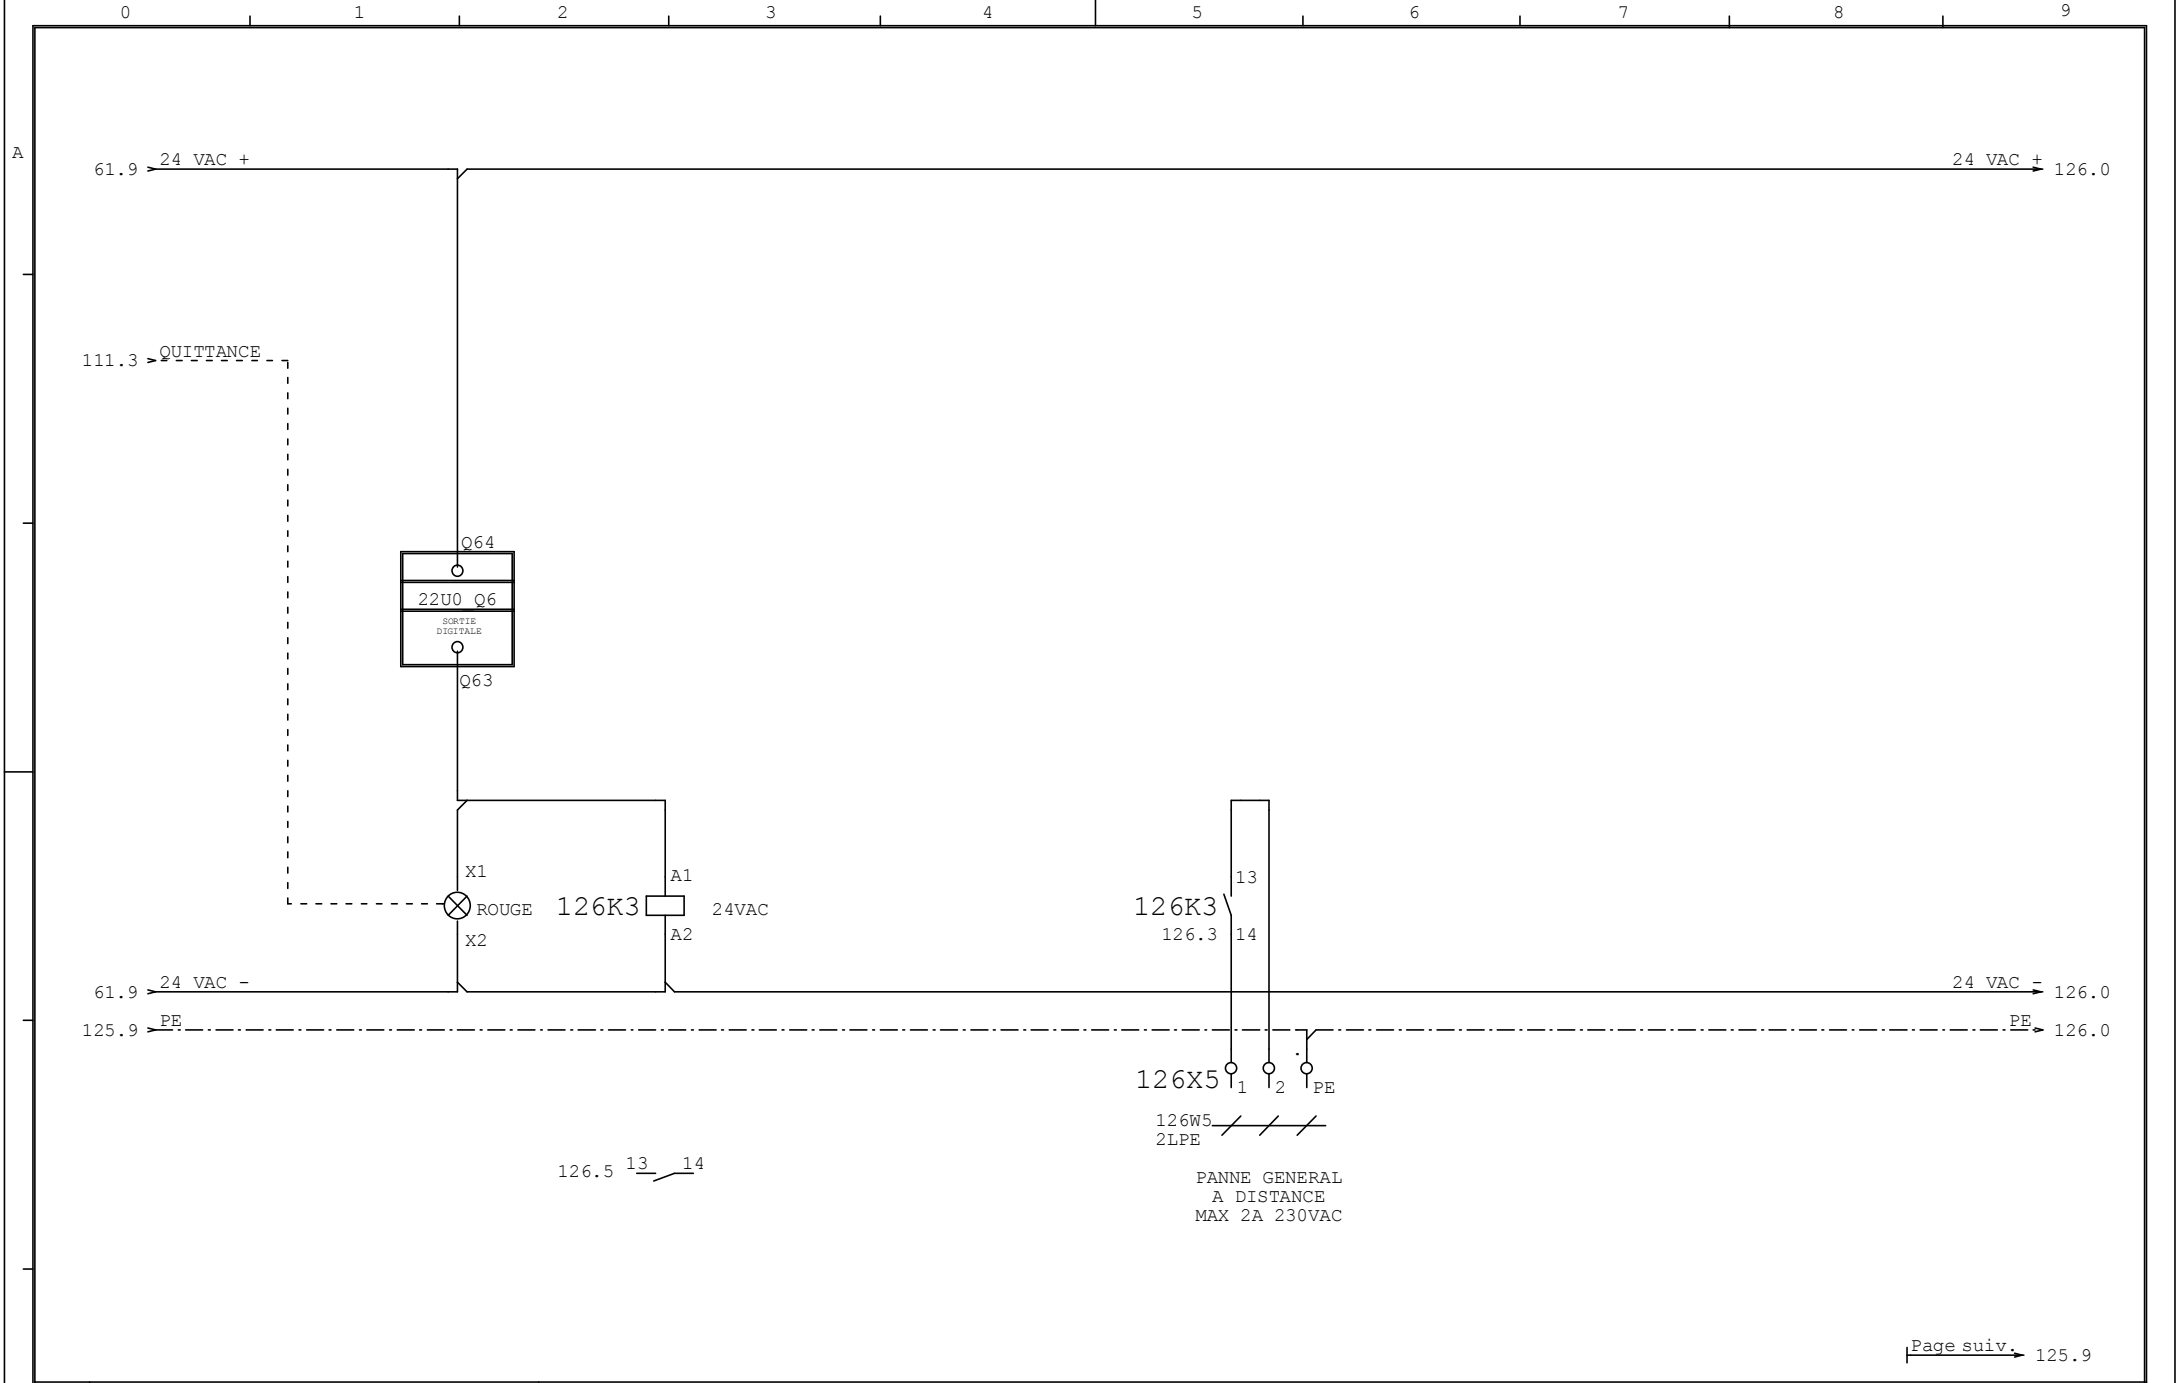 0 1 2 3 4 5 6 7 8 9
A
24 VAC + 24 VAC +
61.9 126.0
QUITTANCE
111.3
Q64
22U0 Q6
SORTIE
DIGITALE
Q63
X1 A1 13
126K3 126K3
ROUGE 24VAC
X2 A2 126.3 14
24 VAC - 24 VAC -
61.9 126.0
PE PE
125.9 126.0
126X5 1 2 PE
126W5
2LPE
126.5 13 14
PANNE GENERAL
A DISTANCE
MAX 2A 230VAC
Page suiv. 125.9